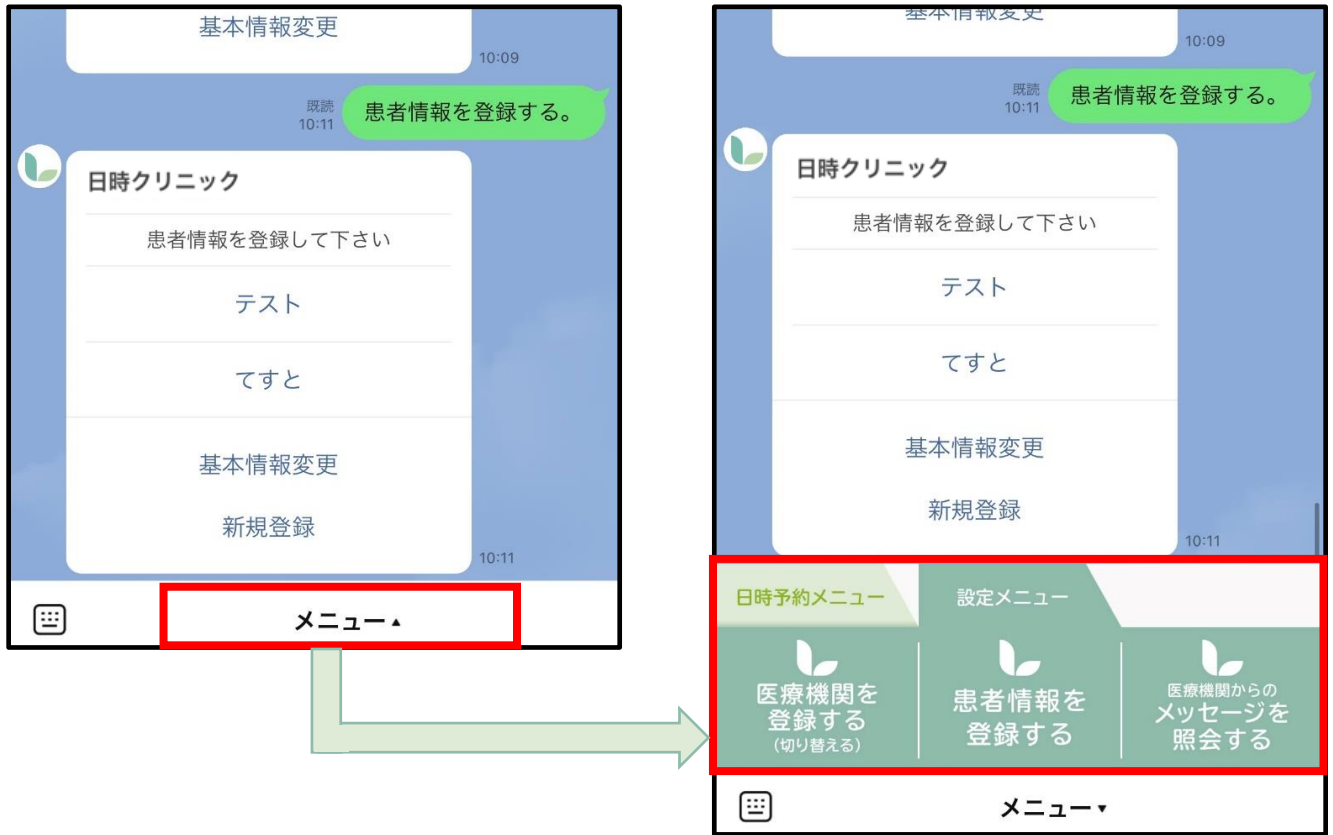 基本情報変更
10:09
既読
10:11
患者情報を登録する。
日時クリニック
患者情報を登録して下さい
テスト
てすと
基本情報変更
新規登録
10:11
メニュー▲
基本情報変更
10:09
既読
10:11
患者情報を登録する。
日時クリニック
患者情報を登録して下さい
テスト
てすと
基本情報変更
新規登録
10:11
日時予約メニュー
設定メニュー
医療機関を
登録する
(切り替える)
患者情報を
登録する
医療機関からの
メッセージを
照会する
メニュー▼